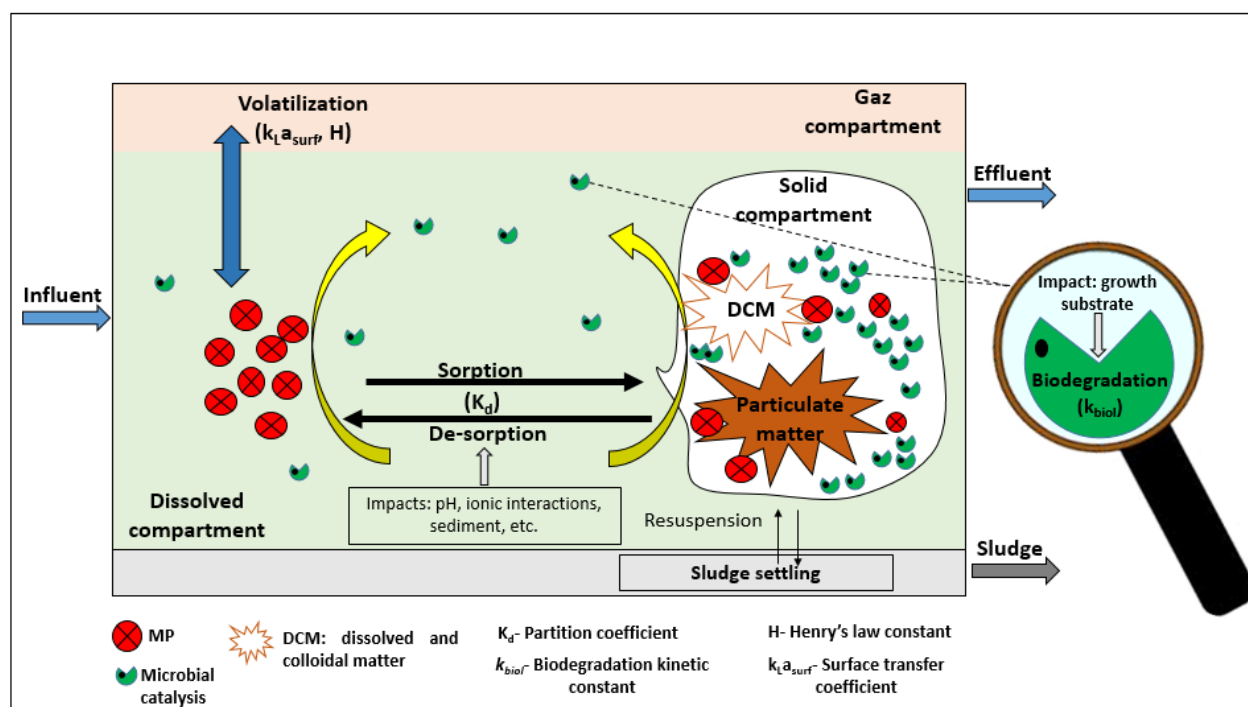 Volatilization
(kLasurf, H)
Gaz
compartment
Influent
Effluent
Solid
compartment
DCM
Impact: growth
substrate
Biodegradation
(kbiol)
Sorption
(Kd)
De-sorption
Particulate
matter
Dissolved
compartment
Impacts: pH, ionic interactions,
sediment, etc.
Resuspension
Sludge settling
Sludge
MP
Microbial
catalysis
DCM: dissolved and
colloidal matter
Kd- Partition coefficient
kbiol- Biodegradation kinetic
constant
H- Henry's law constant
kLasurf- Surface transfer
coefficient